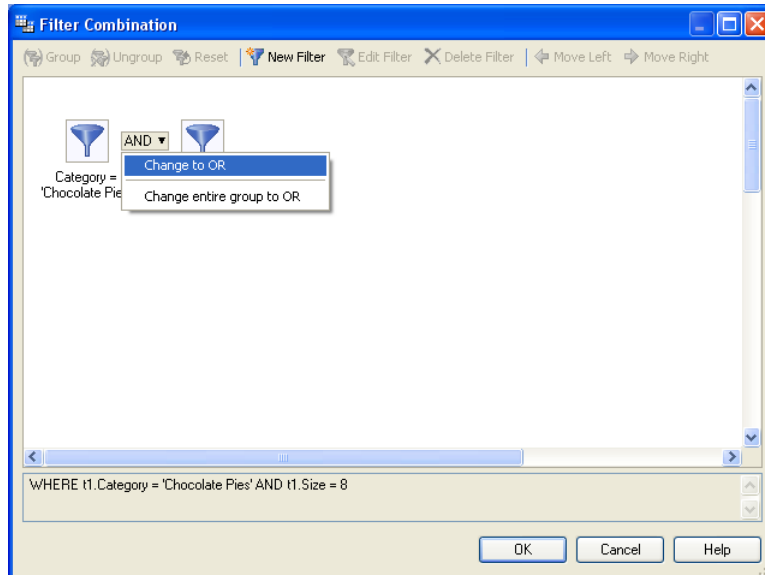 Filter Combination
Group Ungroup Reset New Filter Edit Filter Delete Filter Move Left Move Right
AND
Change to OR
Category =
'Chocolate Pie
Change entire group to OR
WHERE t1.Category = 'Chocolate Pies' AND t1.Size = 8
OK Cancel Help